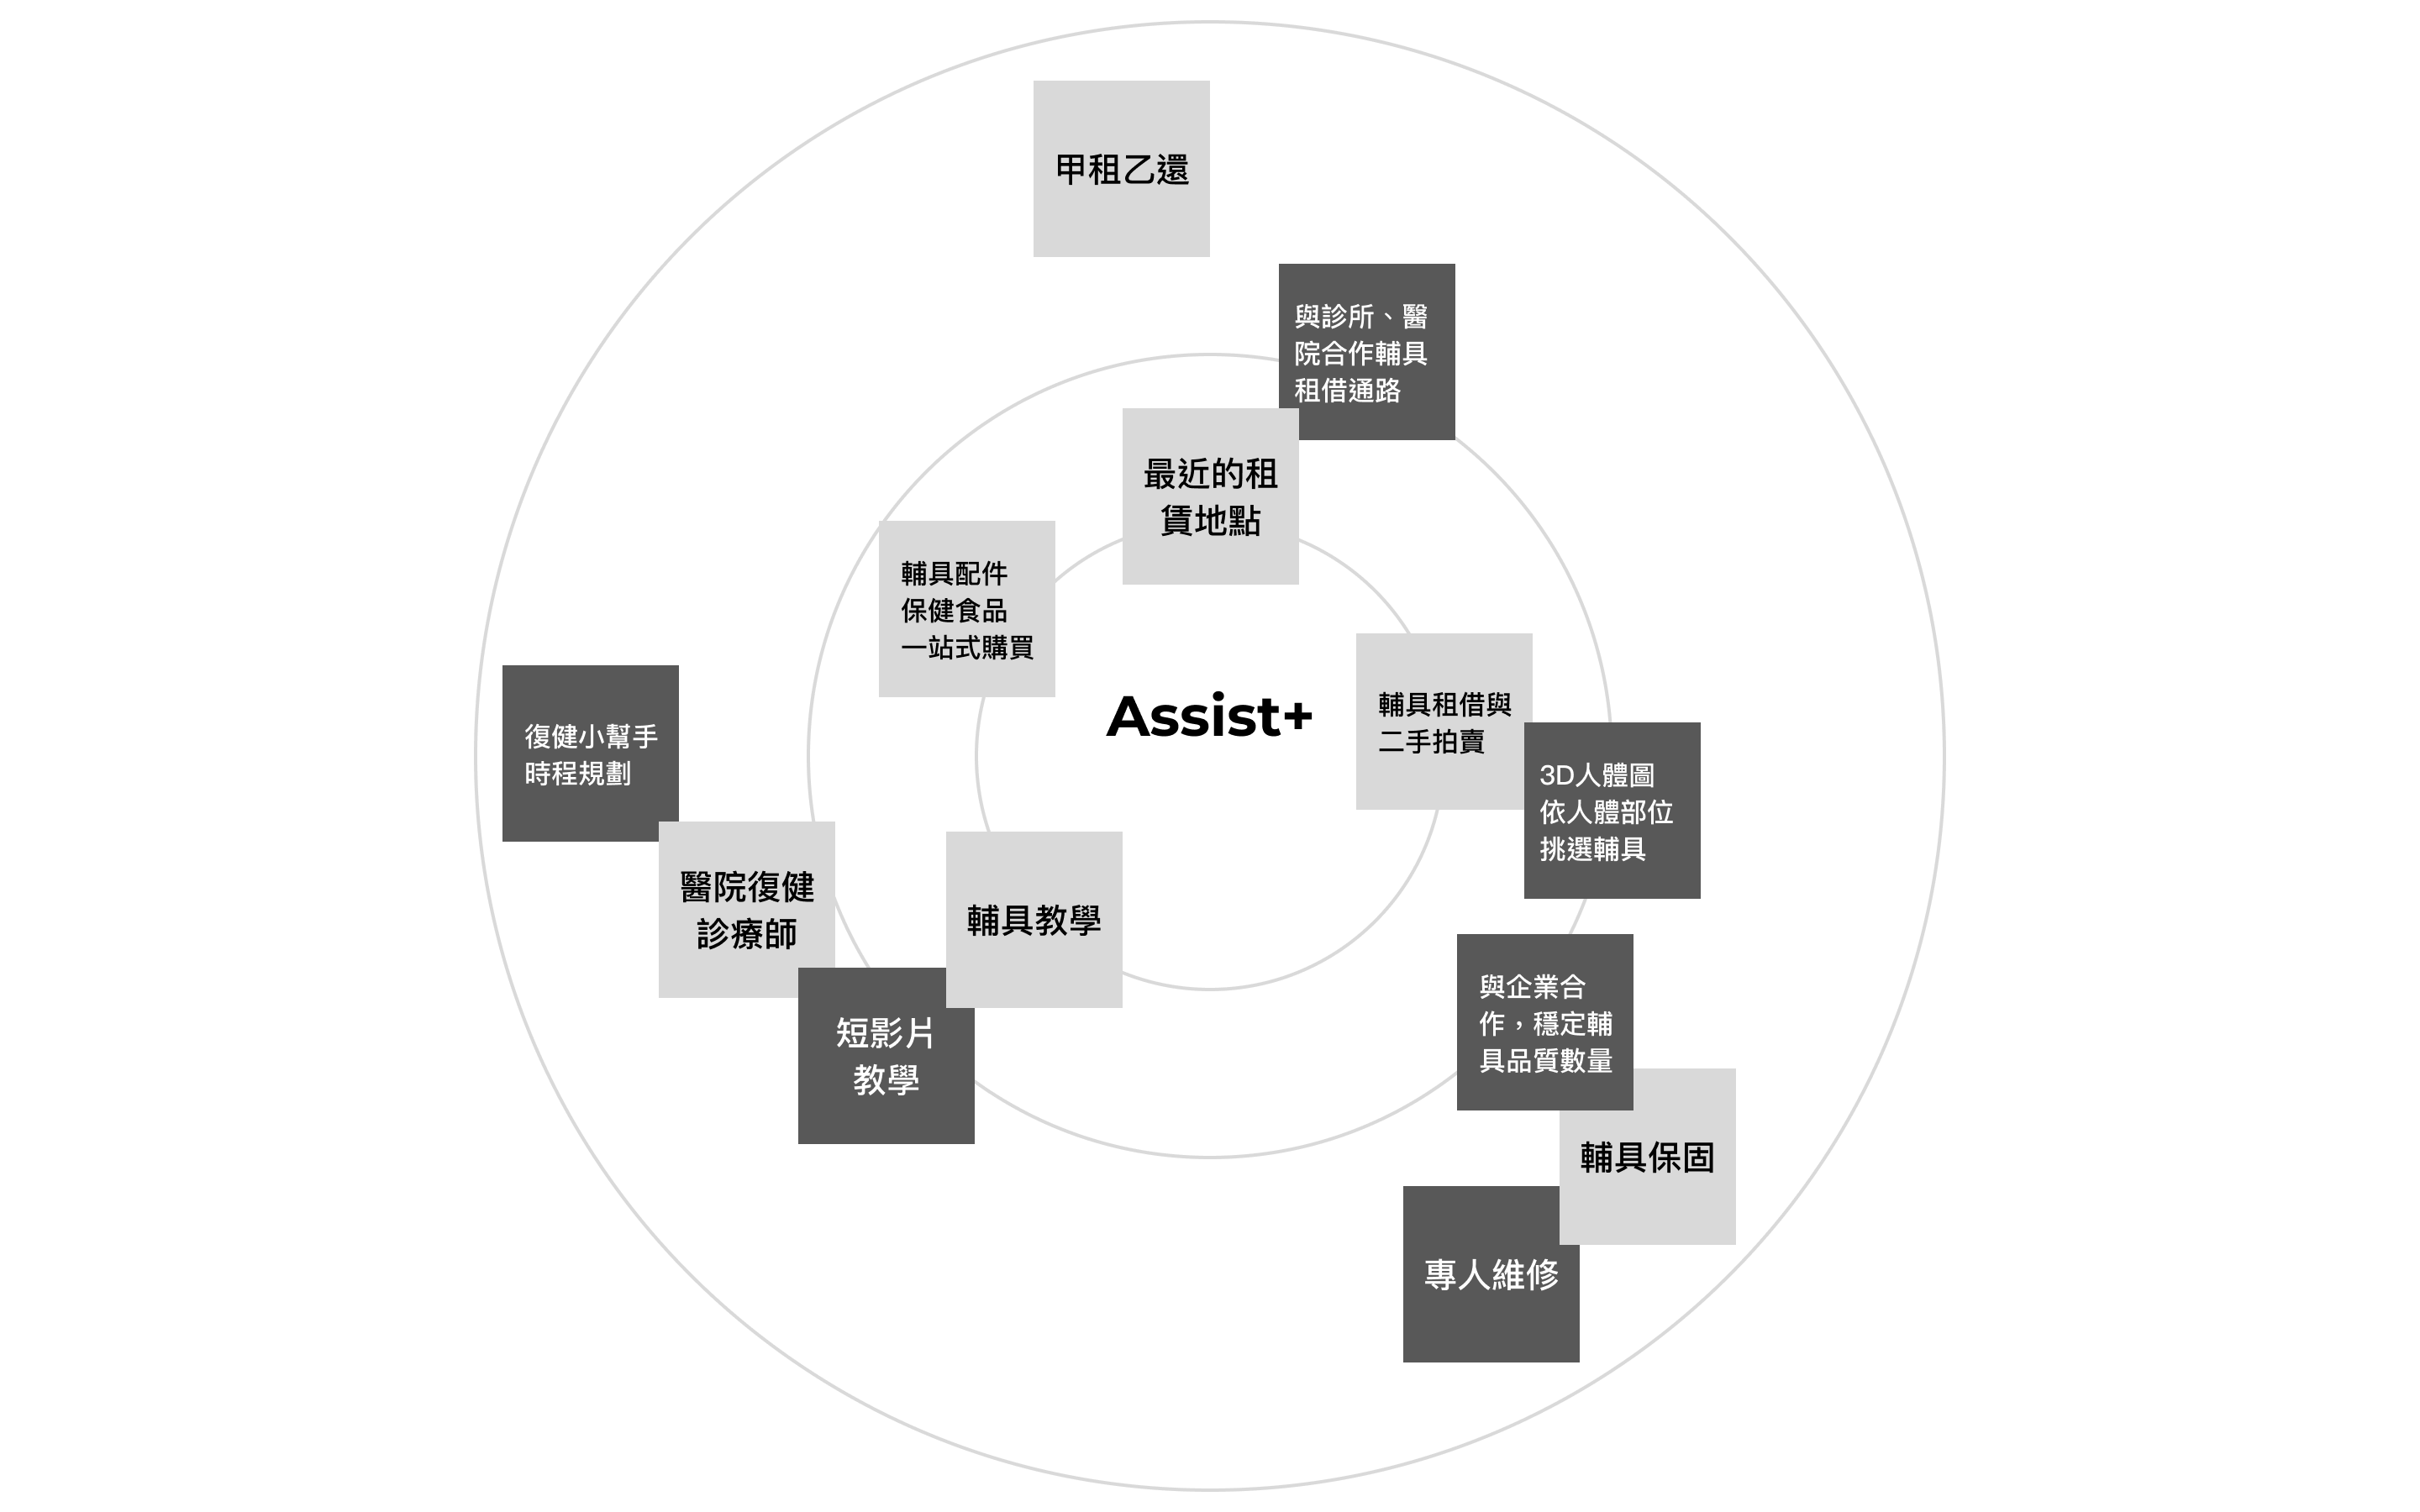 甲租乙還
與診所、醫
院合作輔具
租借通路
最近的租
賃地點
輔具配件
保健食品
一站式購買
Assist+
輔具租借與
二手拍賣
復健小幫手
時程規劃
3D人體圖
依人體部位
挑選輔具
醫院復健
診療師
輔具教學
短影片
教學
與企業合
作，穩定輔
具品質數量
輔具保固
專人維修